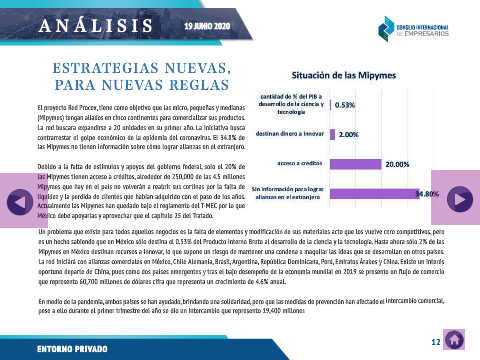 ANÁLISIS
19 JUNIO 2020
CONSEJO INTERNACIONAL
DE EMPRESARIOS
ESTRATEGIAS NUEVAS,
PARA NUEVAS REGLAS
El proyecto Red Procex, tiene como objetivo que las micro, pequeñas y medianas
(Mipymes) tengan aliados en cinco continentes para comercializar sus productos.
La red buscara expandirse a 20 unidades en su primer año. La iniciativa busca
contrarrestar el golpe económico de la epidemia del coronavirus. El 34.8% de
las Mipymes no tienen información sobre cómo lograr alianzas en el extranjero.
Debido a la falta de estímulos y apoyos del gobierno federal, solo el 20% de
las Mipymes tienen acceso a créditos, alrededor de 250,000 de las 4.5 millones
Mipymes que hay en el país no volverán a reabrir sus cortinas por la falta de
liquidez y la perdida de clientes que habían adquirido con el paso de los años.
Actualmente las Mipymes han quedado bajo el reglamento del T-MEC por lo que
México debe apoyarlas y aprovechar que el capítulo 25 del Tratado.
Situación de las Mipymes
cantidad de % del PIB a
desarrollo de la ciencia y
tecnología
0.53%
destinan dinero a innovar
2.00%
acceso a créditos
20.00%
Sin información para lograr
alianzas en el extranjero
34.80%
Un problema que existe para todos aquellos negocios es la falta de elementos y modificación de sus materiales acto que los vuelve cero competitivos, pero
es un hecho sabiendo que en México sólo destina el 0.53% del Producto Interno Bruto al desarrollo de la ciencia y la tecnología. Hasta ahora sólo 2% de las
Mipymes en México destinan recursos a innovar, lo que supone un riesgo de mantener una condena a maquilar las ideas que se desarrollan en otros países.
La red iniciará con alianzas comerciales en México, Chile Alemania, Brasil, Argentina, República Dominicana, Perú, Emiratos Árabes y China. Existe un interés
oportuno departe de China, pues como dos países emergentes y tras el bajo desempeño de la economía mundial en 2019 se presento un flujo de comercio
que represento 60,700 millones de dólares cifra que representa un crecimiento de 4.6% anual.
En medio de la pandemia, ambos países se han ayudado, brindando una solidaridad, pero que las medidas de prevención han afectado el intercambio comercial,
pese a ello durante el primer trimestre del año se dio un intercambio que represento 19,400 millones
12
ENTORNO PRIVADO